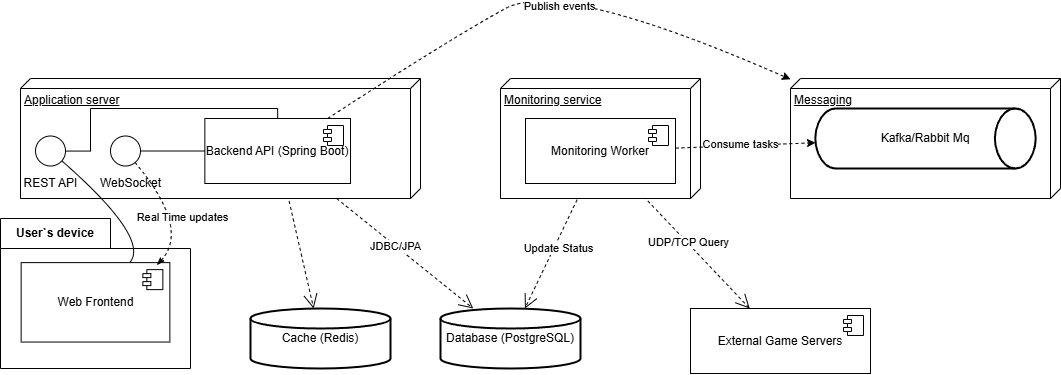 Publish events
Application server
Monitoring service
Messaging
Backend API (Spring Boot)
Monitoring Worker
Consume tasks
Kafka/Rabbit Mq
REST API
WebSocket
Real Time updates
User`s device
JDBC/JPA
Update Status
UDP/TCP Query
Web Frontend
Cache (Redis)
Database (PostgreSQL)
External Game Servers